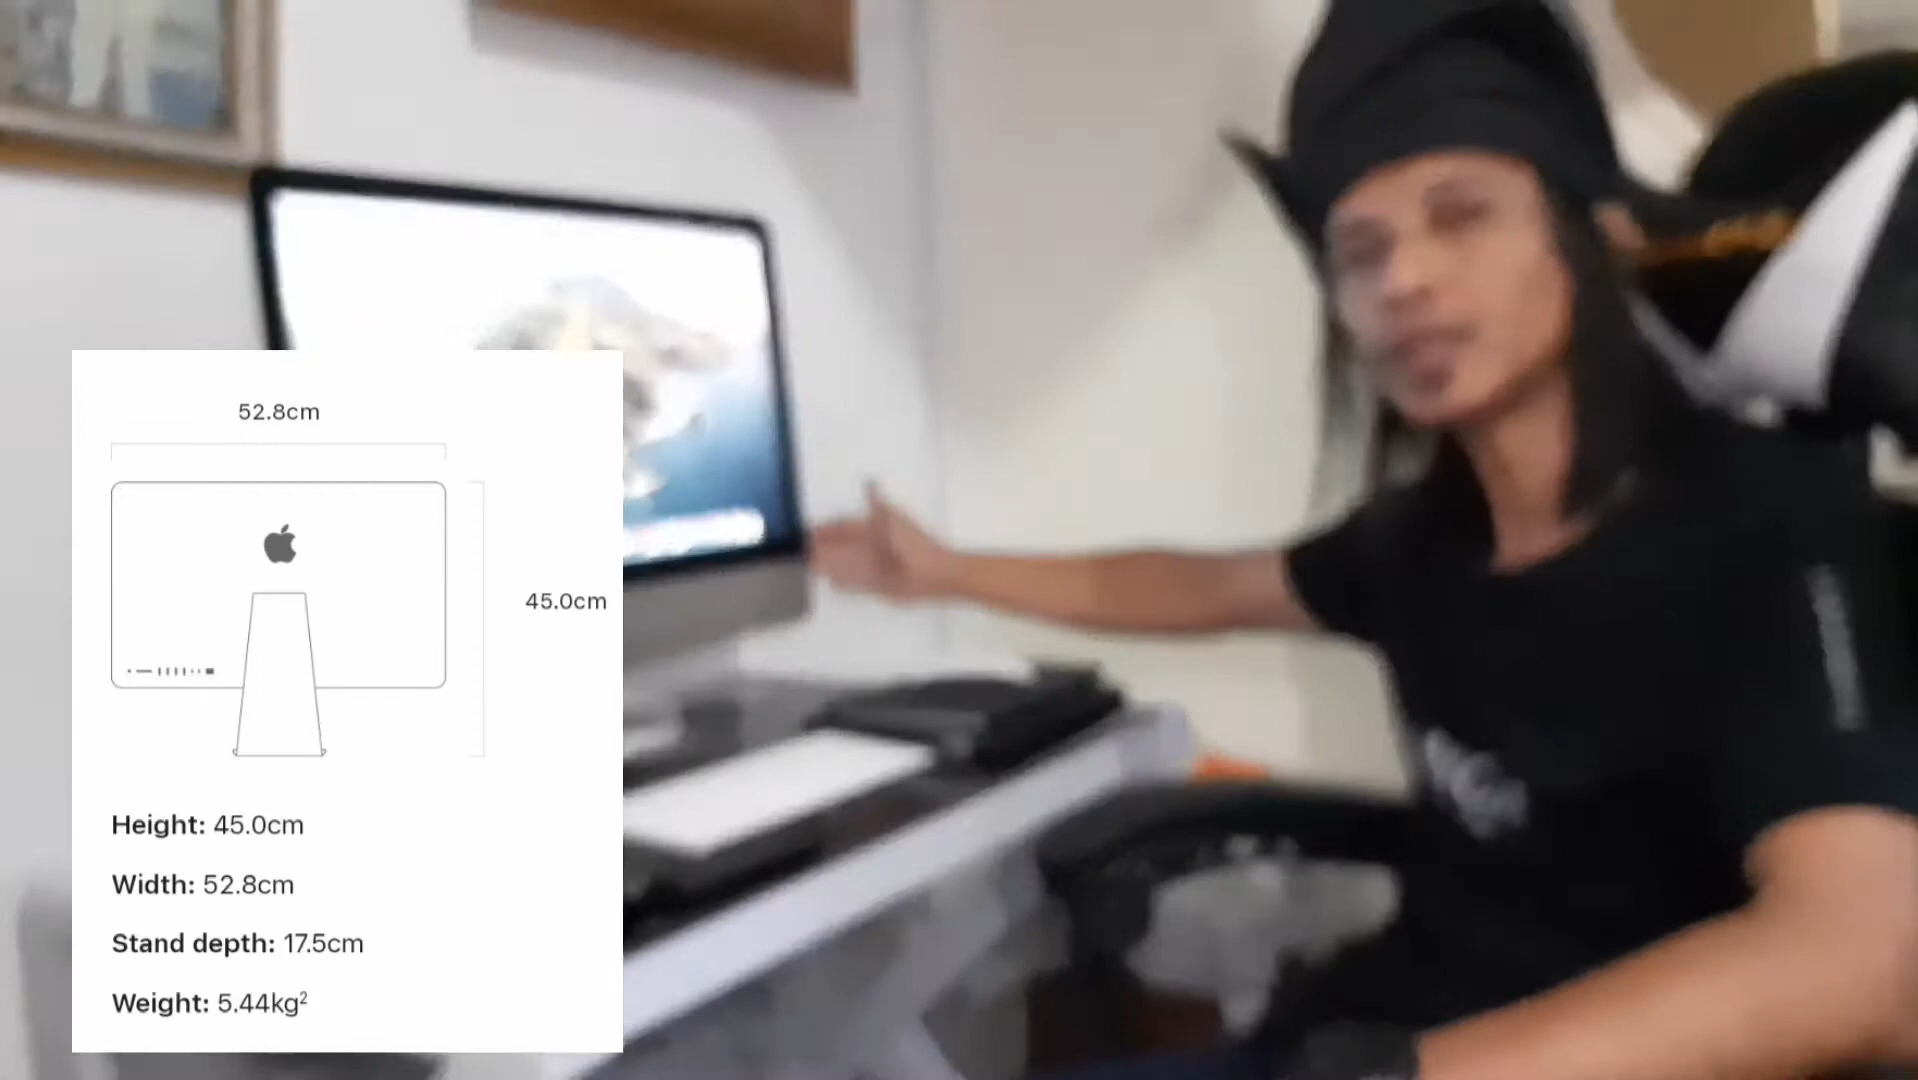 52.8cm
45.0cm
Height: 45.0cm
Width: 52.8cm
Stand depth: 17.5cm
Weight: 5.44kg²